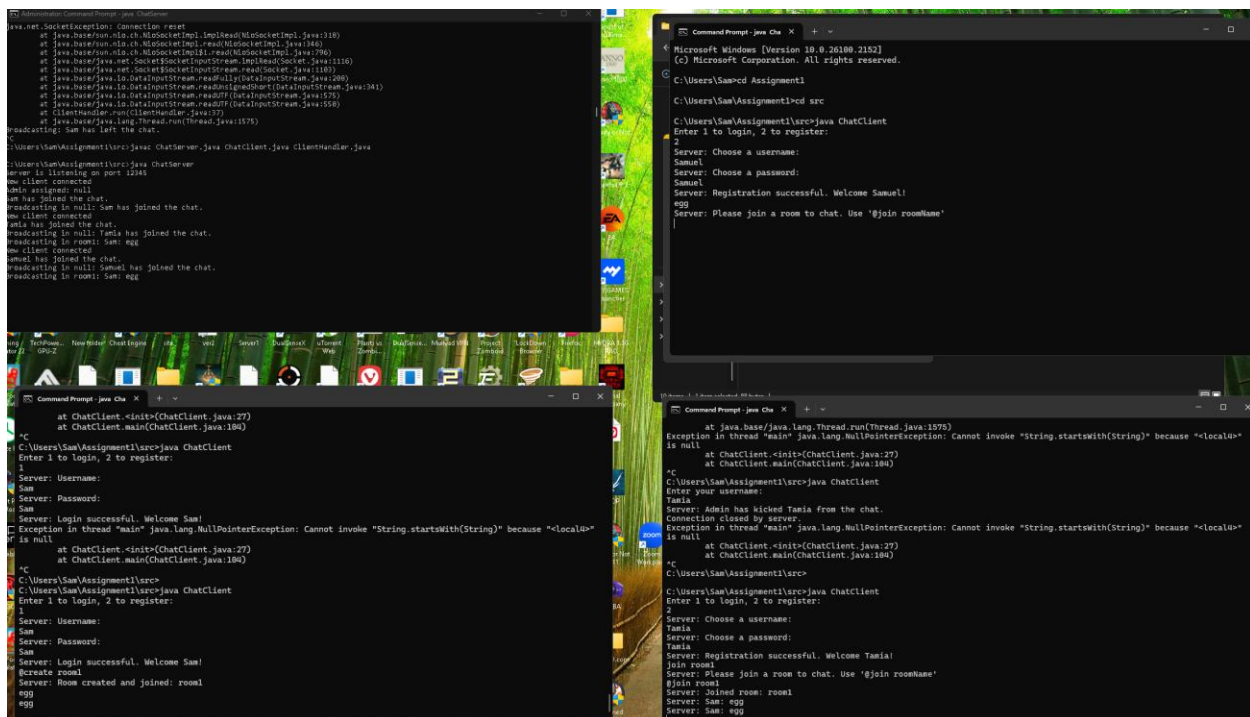 Administrator: Command Prompt - java ChatServer
java.net.SocketException: Connection reset
at java.base/sun.nio.ch.NioSocketImpl.implRead(NioSocketImpl.java:318)
at java.base/sun.nio.ch.NioSocketImpl.read(NioSocketImpl.java:346)
at java.base/sun.nio.ch.NioSocketImpl$1.read(NioSocketImpl.java:796)
at java.base/java.net.Socket$SocketInputStream.implRead(Socket.java:1116)
at java.base/java.net.Socket$SocketInputStream.read(Socket.java:1103)
at java.base/java.io.DataInputStream.readFully(DataInputStream.java:208)
at java.base/java.io.DataInputStream.readUnsignedShort(DataInputStream.java:341)
at java.base/java.io.DataInputStream.readUTF(DataInputStream.java:575)
at java.base/java.io.DataInputStream.readUTF(DataInputStream.java:550)
at ClientHandler.run(ClientHandler.java:37)
at java.base/java.lang.Thread.run(Thread.java:1575)
Broadcasting: Sam has left the chat.
^C
C:\Users\Sam\Assignment1\src>javac ChatServer.java ChatClient.java ClientHandler.java
C:\Users\Sam\Assignment1\src>java ChatServer
Server is listening on port 12345
New client connected
Admin assigned: null
Sam has joined the chat.
Broadcasting in null: Sam has joined the chat.
New client connected
Tamia has joined the chat.
Broadcasting in null: Tamia has joined the chat.
Broadcasting in room1: Sam: egg
New client connected
Samuel has joined the chat.
Broadcasting in null: Samuel has joined the chat.
Broadcasting in room1: Sam: egg
Command Prompt - java Cha
Microsoft Windows [Version 10.0.26100.2152]
(c) Microsoft Corporation. All rights reserved.
C:\Users\Sam>cd Assignment1
C:\Users\Sam\Assignment1>cd src
C:\Users\Sam\Assignment1\src>java ChatClient
Enter 1 to login, 2 to register:
2
Server: Choose a username:
Samuel
Server: Choose a password:
Samuel
Server: Registration successful. Welcome Samuel!
egg
Server: Please join a room to chat. Use '@join roomName'
EA
TechPowe... New folder Cheat Engine ver2 Server1 DualSenseX uTorrent Plants vs DualSense... Mullvad VPN Project LockDown Firefox
GPU-Z Web Zombi... Zomboid Browser
Command Prompt - java Cha
at ChatClient.<init>(ChatClient.java:27)
at ChatClient.main(ChatClient.java:104)
^C
C:\Users\Sam\Assignment1\src>java ChatClient
Enter 1 to login, 2 to register:
1
Server: Username:
Sam
Server: Password:
Sam
Server: Login successful. Welcome Sam!
Exception in thread "main" java.lang.NullPointerException: Cannot invoke "String.startsWith(String)" because "<local4>"
is null
at ChatClient.<init>(ChatClient.java:27)
at ChatClient.main(ChatClient.java:104)
^C
C:\Users\Sam\Assignment1\src>
C:\Users\Sam\Assignment1\src>java ChatClient
Enter 1 to login, 2 to register:
1
Server: Username:
Sam
Server: Password:
Sam
Server: Login successful. Welcome Sam!
@create room1
Server: Room created and joined: room1
egg
egg
zoom
Command Prompt - java Cha
at java.base/java.lang.Thread.run(Thread.java:1575)
Exception in thread "main" java.lang.NullPointerException: Cannot invoke "String.startsWith(String)" because "<local4>"
is null
at ChatClient.<init>(ChatClient.java:27)
at ChatClient.main(ChatClient.java:104)
^C
C:\Users\Sam\Assignment1\src>java ChatClient
Enter your username:
Tamia
Server: Admin has kicked Tamia from the chat.
Connection closed by server.
Exception in thread "main" java.lang.NullPointerException: Cannot invoke "String.startsWith(String)" because "<local4>"
is null
at ChatClient.<init>(ChatClient.java:27)
at ChatClient.main(ChatClient.java:104)
^C
C:\Users\Sam\Assignment1\src>
C:\Users\Sam\Assignment1\src>java ChatClient
Enter 1 to login, 2 to register:
2
Server: Choose a username:
Tamia
Server: Choose a password:
Tamia
Server: Registration successful. Welcome Tamia!
join room1
Server: Please join a room to chat. Use '@join roomName'
@join room1
Server: Joined room: room1
Server: Sam: egg
Server: Sam: egg